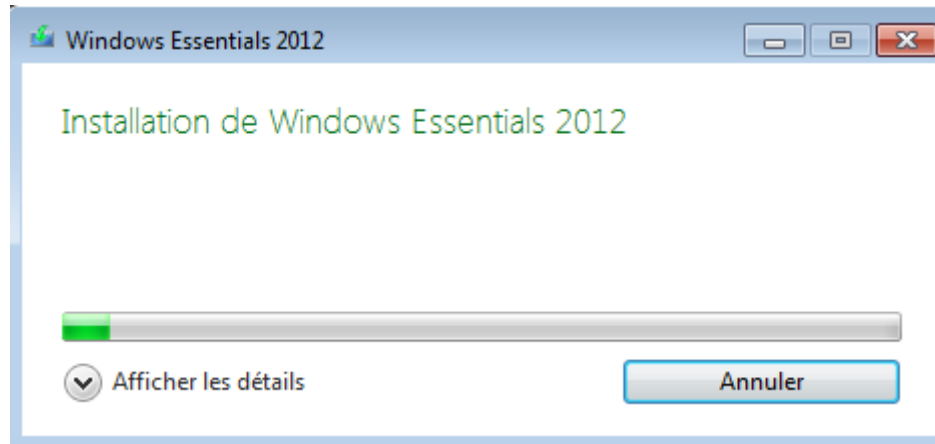 Windows Essentials 2012
Installation de Windows Essentials 2012
Afficher les détails
Annuler